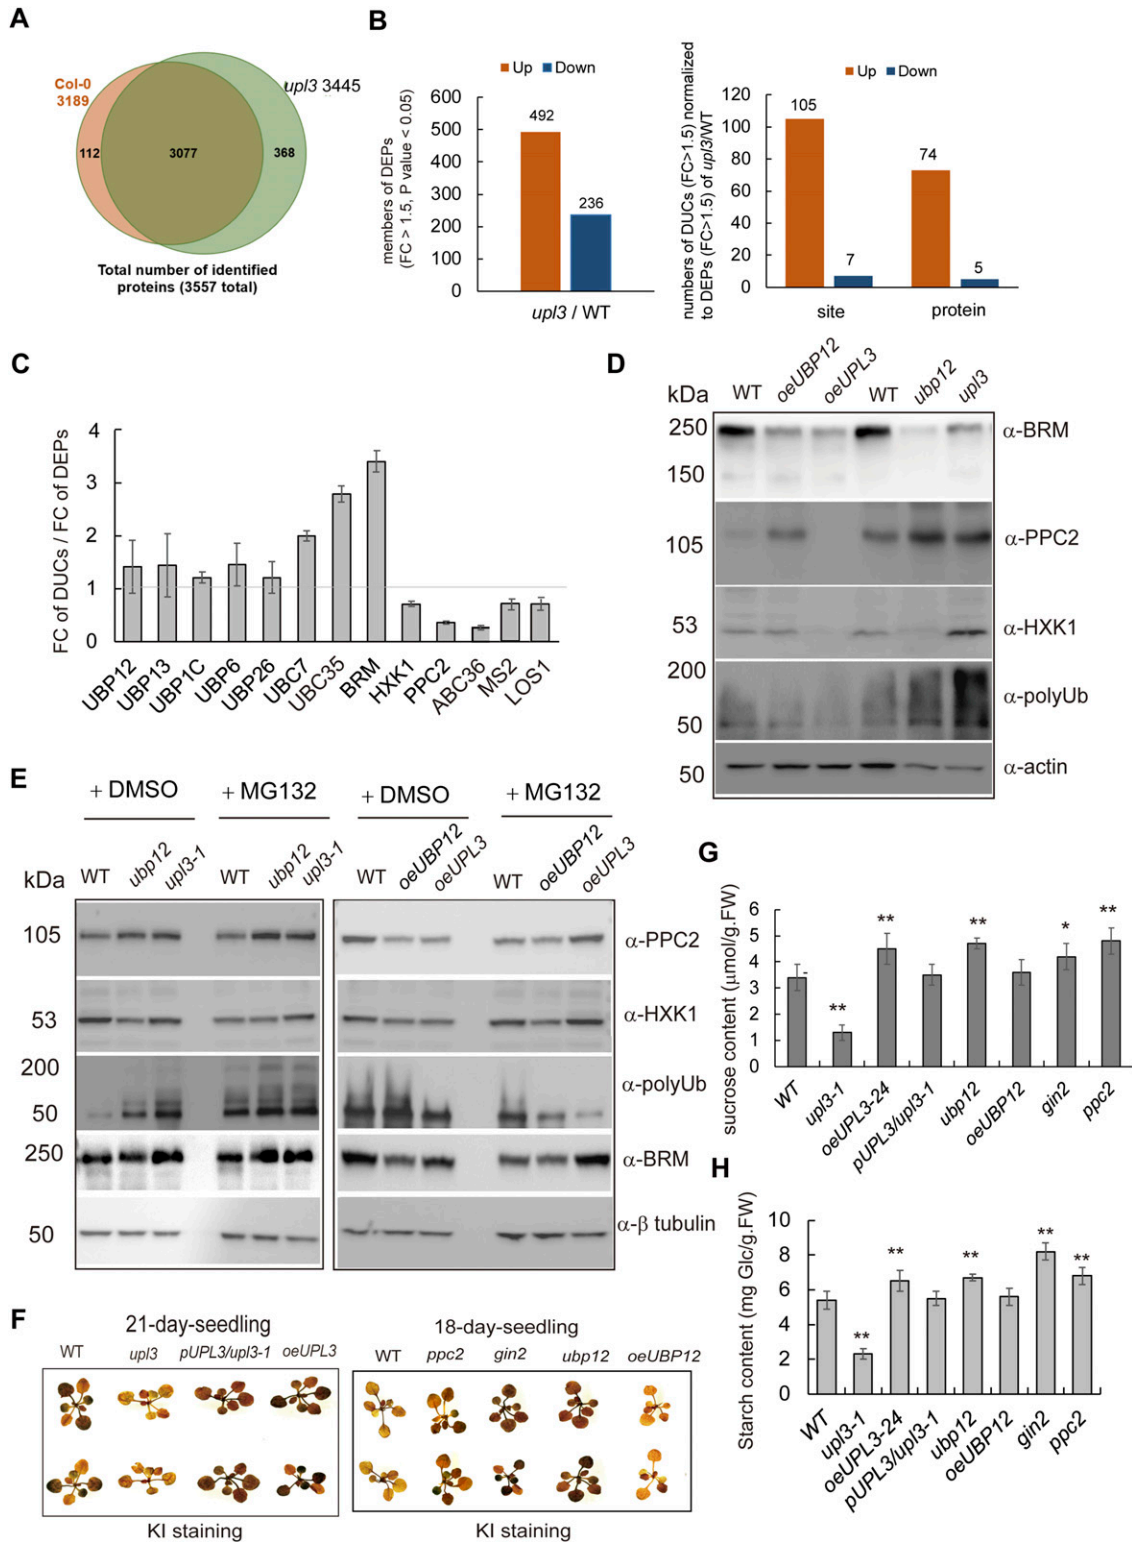 A
Col-0
3189
upl3 3445
112
3077
368
Total number of identified
proteins (3557 total)
B
Up Down
members of DEPs
(FC > 1.5, P value < 0.05)
600
500
400
300
200
100
0
492
236
upl3 / WT
Up Down
numbers of DUCs (FC>1.5) normalized
to DEPs (FC>1.5) of upl3/WT
120
100
80
60
40
20
0
105
7
74
5
site
protein
C
FC of DUCs / FC of DEPs
4
3
2
1
0
UBP12
UBP13
UBP1C
UBP6
UBP26
UBC7
UBC35
BRM
HXK1
PPC2
ABC36
MS2
LOS1
D
kDa
WT
oeUBP12
oeUPL3
WT
ubp12
upl3
250
150
α-BRM
105
α-PPC2
53
α-HXK1
200
50
α-polyUb
50
α-actin
E
+ DMSO
+ MG132
+ DMSO
+ MG132
kDa
WT
ubp12
upl3-1
WT
ubp12
upl3-1
WT
oeUBP12
oeUPL3
WT
oeUBP12
oeUPL3
105
α-PPC2
53
α-HXK1
200
50
α-polyUb
250
α-BRM
50
α-β tubulin
F
21-day-seedling
WT upl3 pUPL3/upl3-1 oeUPL3
KI staining
18-day-seedling
WT ppc2 gin2 ubp12 oeUBP12
KI staining
G
sucrose content (μmol/g.FW)
6
5
4
3
2
1
0
**
**
**
*
**
WT
upl3-1
oeUPL3-24
pUPL3/upl3-1
ubp12
oeUBP12
gin2
ppc2
H
Starch content (mg Glc/g.FW)
10
8
6
4
2
0
**
**
**
**
**
WT
upl3-1
oeUPL3-24
pUPL3/upl3-1
ubp12
oeUBP12
gin2
ppc2